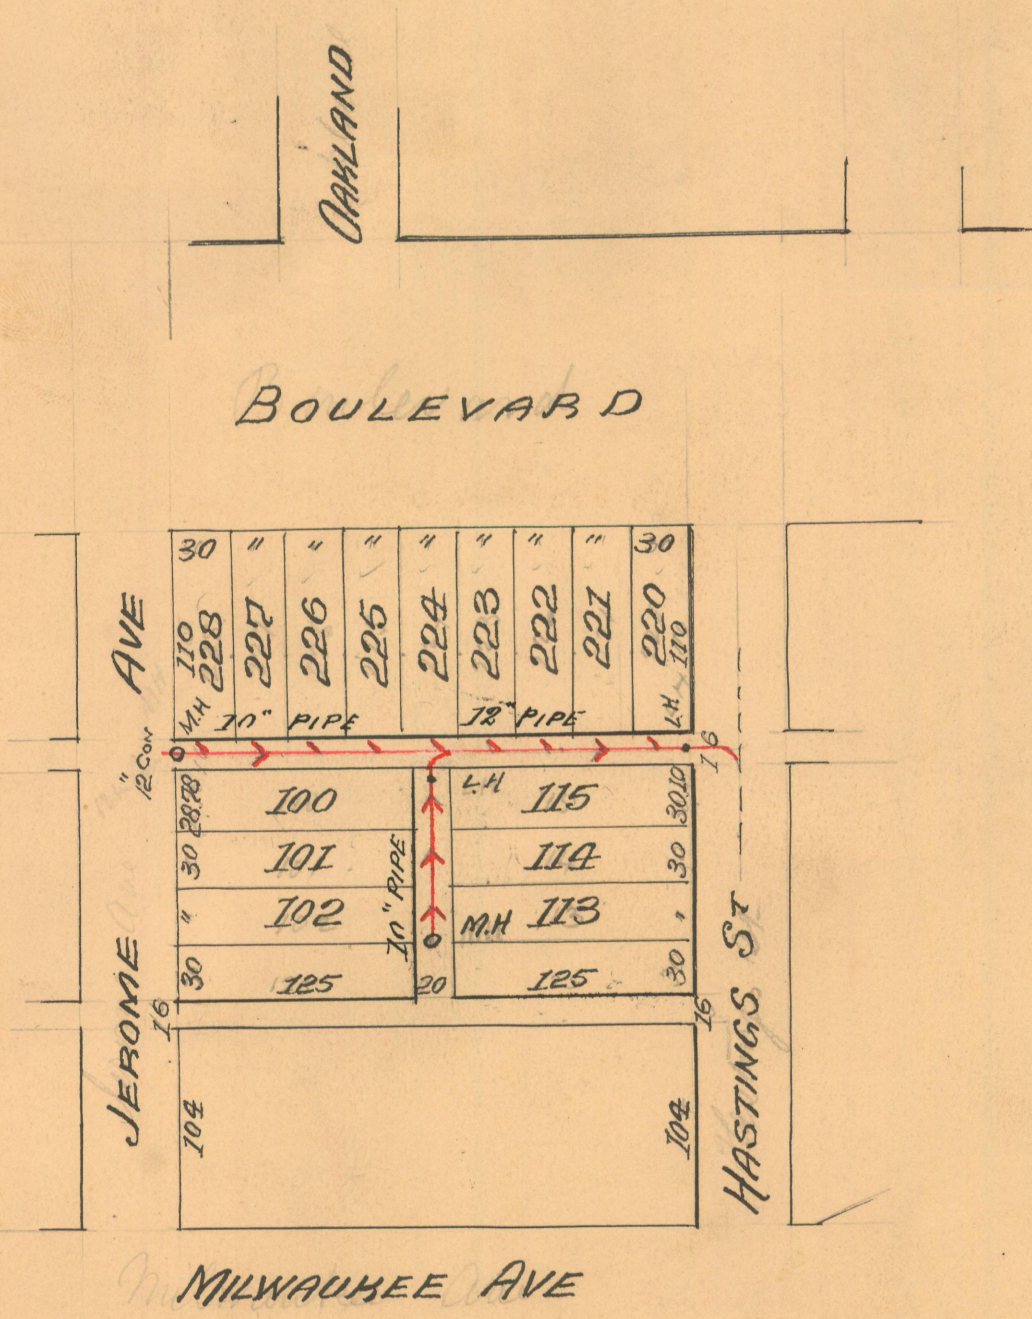 OAKLAND
BOULEVARD
30 " " " " " " " 30
110 228 227 226 225 224 223 222 221 220 110
M.H 10" PIPE 12" PIPE L.H
12" CON
16
28.78 100 L.H 115 30.10
30 101 114 30
10" PIPE
" 102 M.H 113 "
30 125 20 125 30
16 16
104 104
JEROME AVE
HASTINGS ST
MILWAUKEE AVE